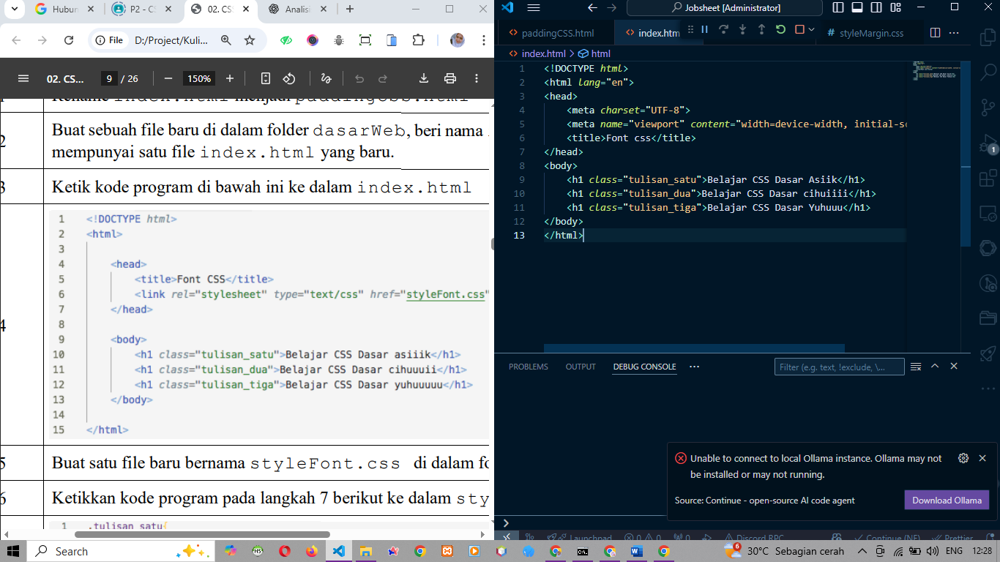 Hubun
P2 - CS
02. CS
Analisi
File
D:/Project/Kuli...
02. CS...
9 / 26
150%
Rename index.html menjadi paddingCSS.html
2
Buat sebuah file baru di dalam folder dasarWeb, beri nama
mempunyai satu file index.html yang baru.
3
Ketik kode program di bawah ini ke dalam index.html
4
1 <!DOCTYPE html>
2 <html>
3
4 <head>
5 <title>Font CSS</title>
6 <link rel="stylesheet" type="text/css" href="styleFont.css"
7 </head>
8
9 <body>
10 <h1 class="tulisan_satu">Belajar CSS Dasar asiiik</h1>
11 <h1 class="tulisan_dua">Belajar CSS Dasar cihuuuii</h1>
12 <h1 class="tulisan_tiga">Belajar CSS Dasar yuhuuuuu</h1>
13 </body>
14
15 </html>
5
Buat satu file baru bernama styleFont.css di dalam fo
6
Ketikkan kode program pada langkah 7 berikut ke dalam sty
1 .tulisan_satu{
Jobsheet [Administrator]
paddingCSS.html
index.htm
# styleMargin.css
index.html > html
1 <!DOCTYPE html>
2 <html lang="en">
3 <head>
4 <meta charset="UTF-8">
5 <meta name="viewport" content="width=device-width, initial-sc
6 <title>Font css</title>
7 </head>
8 <body>
9 <h1 class="tulisan_satu">Belajar CSS Dasar Asiik</h1>
10 <h1 class="tulisan_dua">Belajar CSS Dasar cihuiiii</h1>
11 <h1 class="tulisan_tiga">Belajar CSS Dasar Yuhuuu</h1>
12 </body>
13 </html>
1
PROBLEMS OUTPUT DEBUG CONSOLE ...
Filter (e.g. text, !exclude, \...
Unable to connect to local Ollama instance. Ollama may not
be installed or may not running.
Source: Continue - open-source AI code agent
Download Ollama
Launchpad 0 0 0 Discord RPC Continue (NE) Prettier
Search
6
30°C Sebagian cerah
ENG
12:28